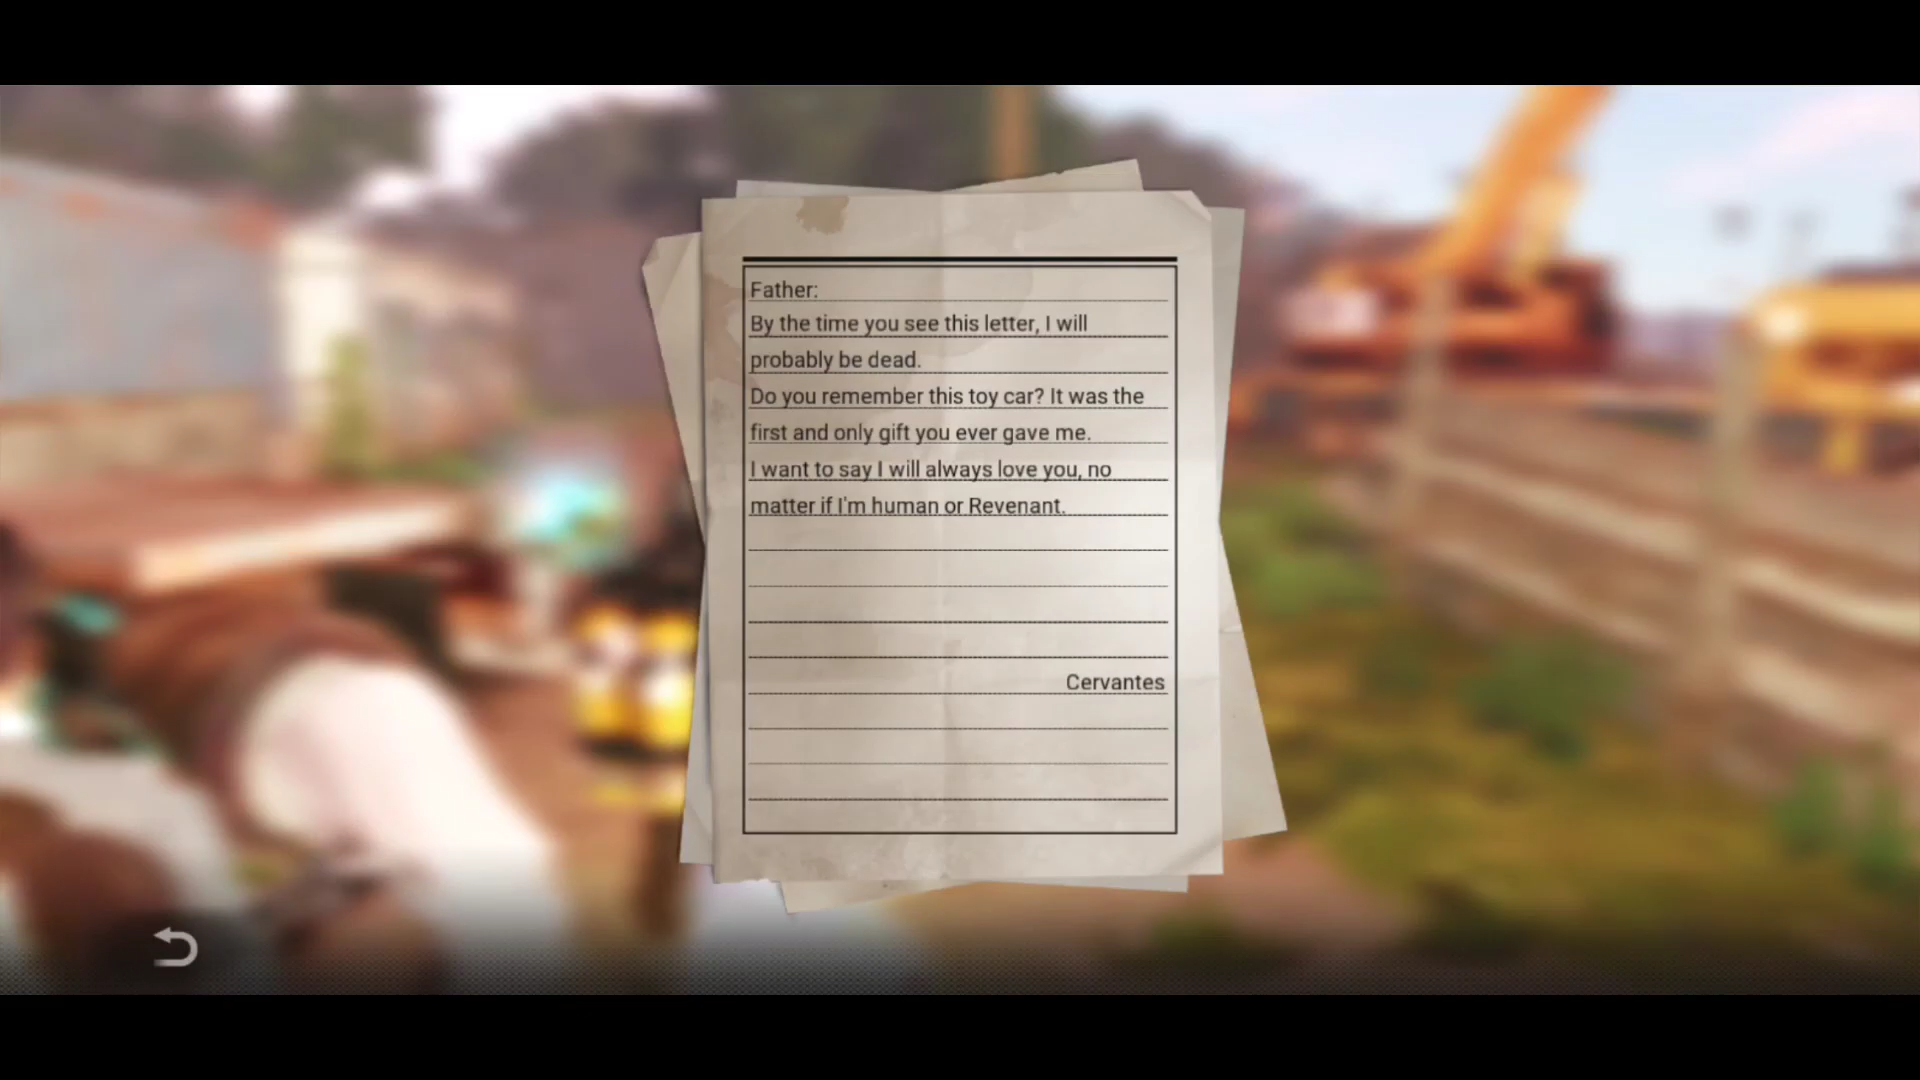 Father:
By the time you see this letter, I will
probably be dead.
Do you remember this toy car? It was the
first and only gift you ever gave me.
I want to say I will always love you, no
matter if I'm human or Revenant.
Cervantes